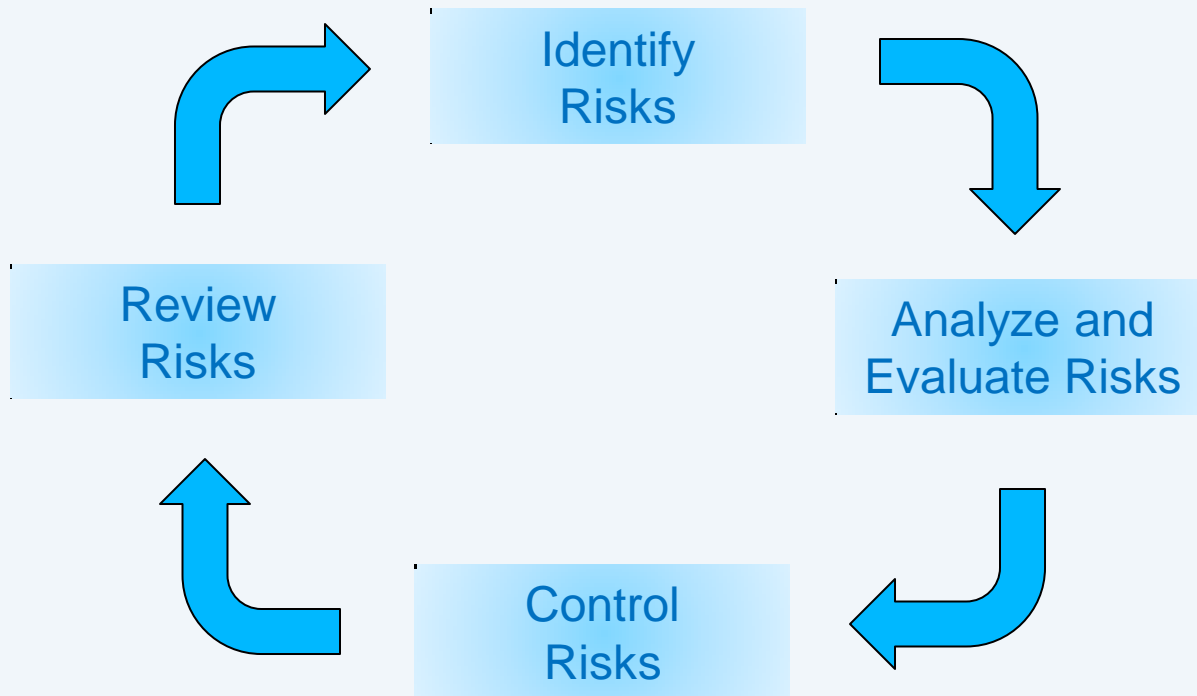 Identify
Risks
Review
Risks
Analyze and
Evaluate Risks
Control
Risks